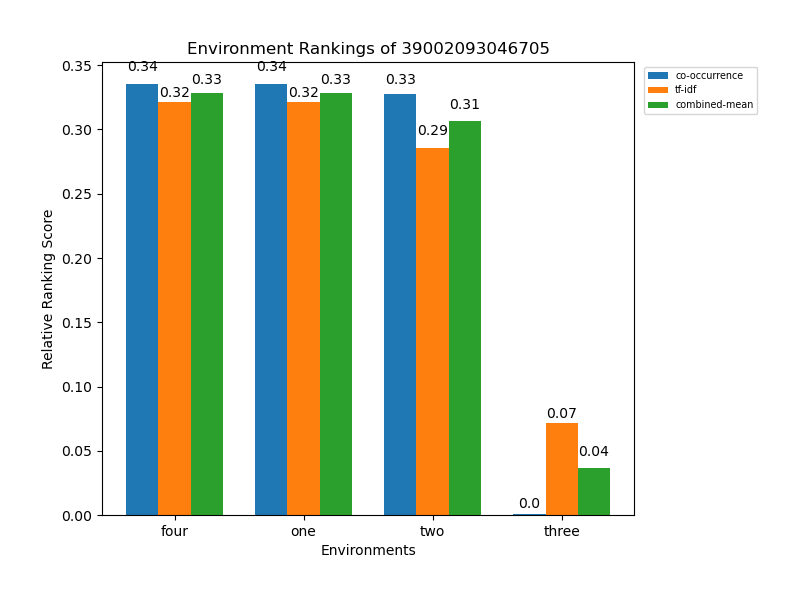 Environment Rankings of 39002093046705
co-occurrence
tf-idf
combined-mean
Relative Ranking Score
0.35
0.30
0.25
0.20
0.15
0.10
0.05
0.00
0.34
0.32
0.33
0.34
0.32
0.33
0.33
0.29
0.31
0.0
0.07
0.04
four
one
two
three
Environments